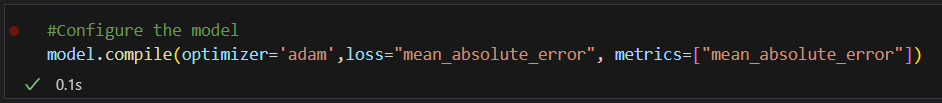 #Configure the model
model.compile(optimizer='adam',loss="mean_absolute_error", metrics=["mean_absolute_error"])
✓ 0.1s